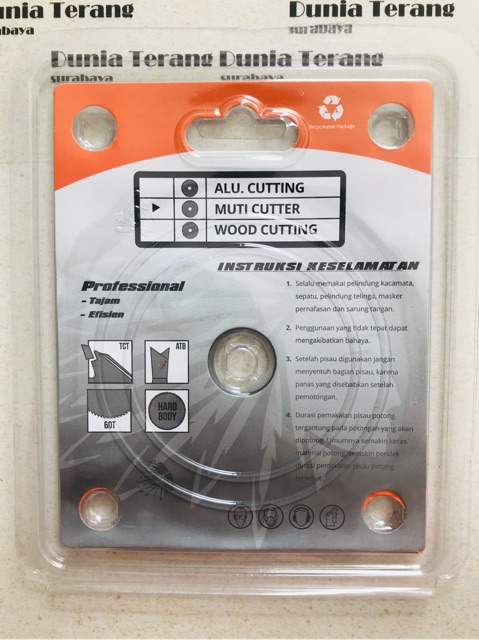 unia Terang
Dunia Terang
rabaya
surabaya
Dunia Terang Dunia Terang
surabaya
surabaya
Recycleable Package
ALU. CUTTING
MUTI CUTTER
WOOD CUTTING
INSTRUKSI KESELAMATAN
Professional
- Tajam
- Efisien
TCT
ATB
60T
HARD
BODY
1. Selalu memakai pelindung kacamata,
sepatu, pelindung telinga, masker
pernafasan dan sarung tangan.
2. Penggunaan yang tidak tepat dapat
mengakibatkan bahaya.
3. Setelah pisau digunakan jangan
menyentuh bagian pisau, karena
panas yang disebabkan setelah
pemotongan.
4. Durasi pemakaian pisau potong
tergantung pada potongan yang akan
dipotong. Umumnya semakin keras
material potong, semakin pendek
durasi pemakaian pisau potong
tersebut.